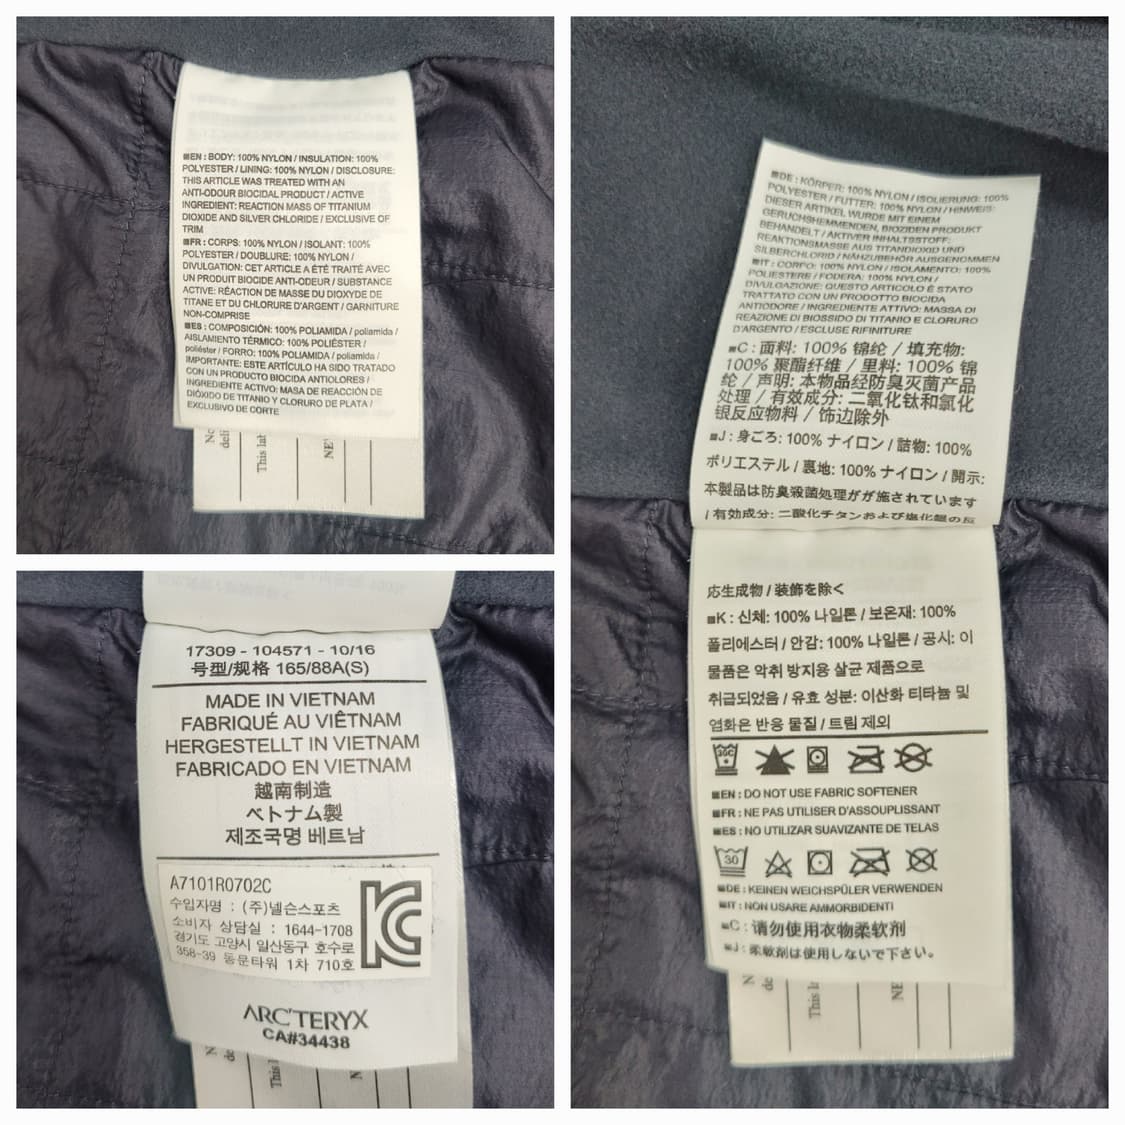 ■EN : BODY: 100% NYLON / INSULATION: 100%
POLYESTER / LINING: 100% NYLON / DISCLOSURE:
THIS ARTICLE WAS TREATED WITH AN
ANTI-ODOUR BIOCIDAL PRODUCT / ACTIVE
INGREDIENT: REACTION MASS OF TITANIUM
DIOXIDE AND SILVER CHLORIDE / EXCLUSIVE OF
TRIM
■FR : CORPS: 100% NYLON / ISOLANT: 100%
POLYESTER / DOUBLURE: 100% NYLON /
DIVULGATION: CET ARTICLE A ÉTÉ TRAITÉ AVEC
UN PRODUIT BIOCIDE ANTI-ODEUR / SUBSTANCE
ACTIVE: RÉACTION DE MASSE DU DIOXYDE DE
TITANE ET DU CHLORURE D'ARGENT / GARNITURE
NON-COMPRISE
■ES : COMPOSICIÓN: 100% POLIAMIDA / poliamida /
AISLAMIENTO TÉRMICO: 100% POLIÉSTER /
poliéster / FORRO: 100% POLIAMIDA / poliamida /
IMPORTANTE: ESTE ARTÍCULO HA SIDO TRATADO
CON UN PRODUCTO BIOCIDA ANTIOLORES /
INGREDIENTE ACTIVO: MASA DE REACCIÓN DE
DIÓXIDO DE TITANIO Y CLORURO DE PLATA /
EXCLUSIVO DE CORTE
This
17309 - 104571 - 10/16
号型/规格 165/88A(S)
MADE IN VIETNAM
FABRIQUÉ AU VIÊTNAM
HERGESTELLT IN VIETNAM
FABRICADO EN VIETNAM
越南制造
ベトナム製
제조국명 베트남
A7101R0702C
수입자명 : (주)넬슨스포츠
소비자 상담실 : 1644-1708
경기도 고양시 일산동구 호수로
358-39 동문타워 1차 710호
ARC'TERYX
CA#34438
■DE : KÖRPER: 100% NYLON / ISOLIERUNG: 100%
POLYESTER / FUTTER: 100% NYLON / HINWEIS:
DIESER ARTIKEL WURDE MIT EINEM
GERUCHSHEMMENDEN, BIOZIDEN PRODUKT
BEHANDELT / AKTIVER INHALTSSTOFF:
REAKTIONSMASSE AUS TITANDIOXID UND
SILBERCHLORID / NÄHZUBEHÖR AUSGENOMMEN
■IT : CORPO: 100% NYLON / ISOLAMENTO: 100%
POLIESTERE / FODERA: 100% NYLON /
DIVULGAZIONE: QUESTO ARTICOLO È STATO
TRATTATO CON UN PRODOTTO BIOCIDA
ANTIODORE / INGREDIENTE ATTIVO: MASSA DI
REAZIONE DI BIOSSIDO DI TITANIO E CLORURO
D'ARGENTO / ESCLUSE RIFINITURE
■C : 面料: 100% 锦纶 / 填充物:
100% 聚酯纤维 / 里料: 100% 锦
纶 / 声明: 本物品经防臭灭菌产品
处理 / 有效成分: 二氧化钛和氯化
银反应物料 / 饰边除外
■J : 身ごろ: 100% ナイロン / 詰物: 100%
ポリエステル / 裏地: 100% ナイロン / 開示:
本製品は防臭殺菌処理がが施されています
/ 有効成分: 二酸化チタンおよび塩化銀の反
応生成物 / 装飾を除く
■K : 신체: 100% 나일론 / 보온재: 100%
폴리에스터 / 안감: 100% 나일론 / 공시: 이
물품은 악취 방지용 살균 제품으로
취급되었음 / 유효 성분: 이산화 티타늄 및
염화은 반응 물질 / 트림 제외
30C
■EN : DO NOT USE FABRIC SOFTENER
■FR : NE PAS UTILISER D'ASSOUPLISSANT
■ES : NO UTILIZAR SUAVIZANTE DE TELAS
30
■DE : KEINEN WEICHSPÜLER VERWENDEN
■IT : NON USARE AMMORBIDENTI
■C : 请勿使用衣物柔软剂
■J : 柔軟剤は使用しないで下さい。